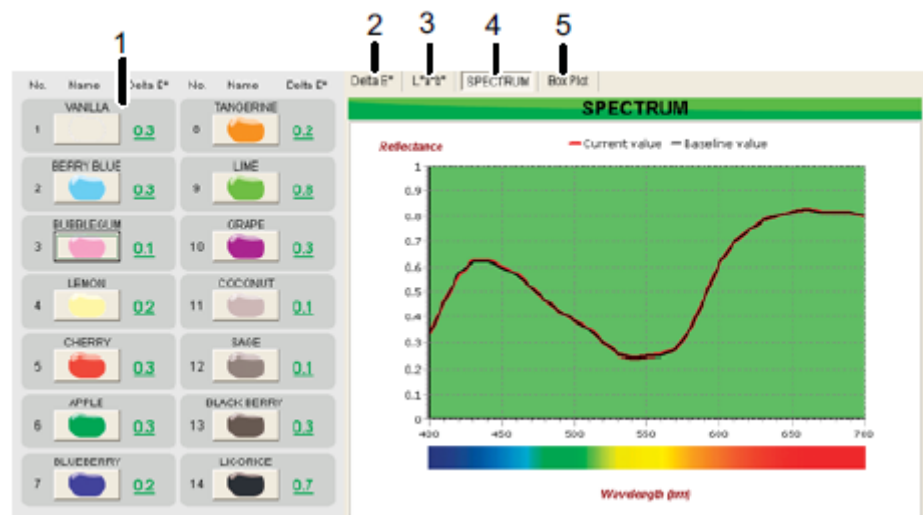 1
2
3
4
5
No. Name Delta E* No. Name Delta E*
Delta E* L*a*b* SPECTRUM Box Plot
VANILLA
1 0.3
BERRY BLUE
2 0.3
BUBBLEGUM
3 0.1
LEMON
4 0.2
CHERRY
5 0.3
APPLE
6 0.3
BLUEBERRY
7 0.2
TANGERINE
8 0.2
LIME
9 0.8
GRAPE
10 0.3
COCONUT
11 0.1
SAGE
12 0.1
BLACK BERRY
13 0.3
LICORICE
14 0.7
SPECTRUM
Reflectance
Current value Baseline value
1
0.9
0.8
0.7
0.6
0.5
0.4
0.3
0.2
0.1
0
400 450 500 550 600 650 700
Wavelength (nm)